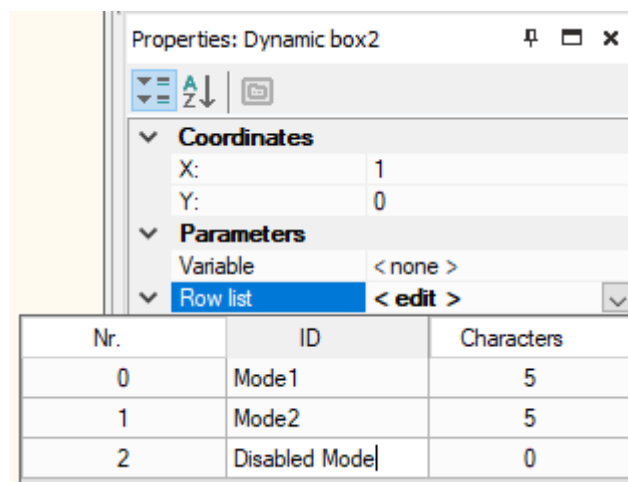 Properties: Dynamic box2
Coordinates
X: 1
Y: 0
Parameters
Variable < none >
Row list < edit >
Nr. ID Characters
0 Mode1 5
1 Mode2 5
2 Disabled Mode 0